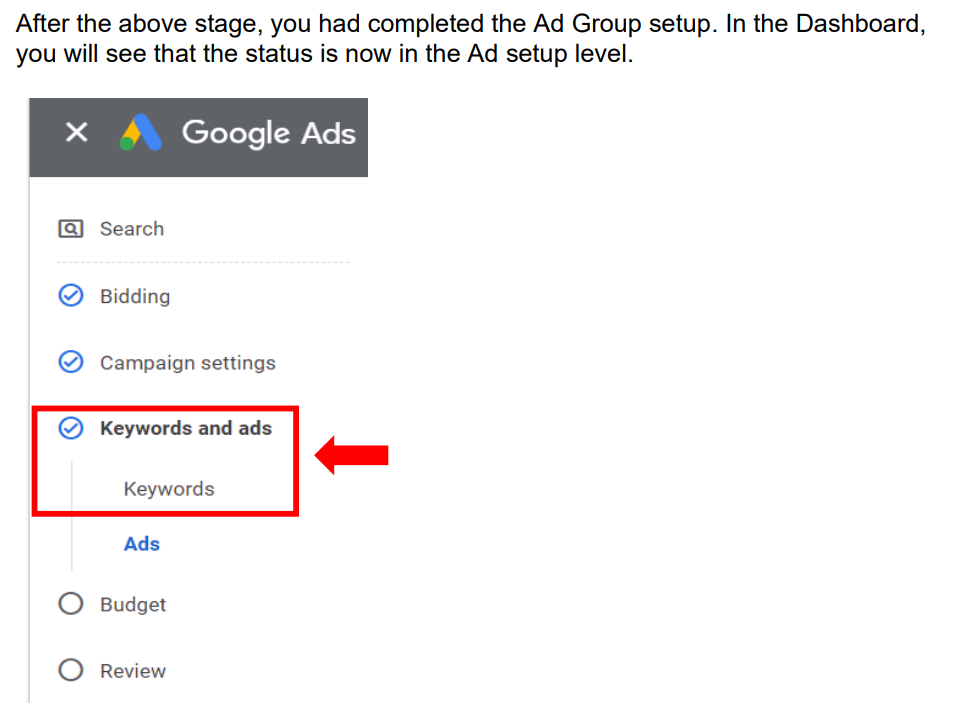 After the above stage, you had completed the Ad Group setup. In the Dashboard,
you will see that the status is now in the Ad setup level.
Google Ads
Search
Bidding
Campaign settings
Keywords and ads
Keywords
Ads
Budget
Review